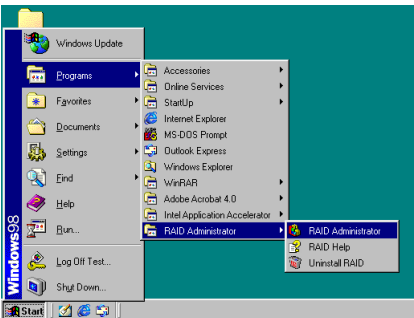 Windows Update
Programs
Favorites
Documents
Settings
Find
Help
Run...
Log Off Test...
Shut Down...
Windows98
Accessories
Online Services
StartUp
Internet Explorer
MS-DOS Prompt
Outlook Express
Windows Explorer
WinRAR
Adobe Acrobat 4.0
Intel Application Accelerator
RAID Administrator
RAID Administrator
RAID Help
Uninstall RAID
Start